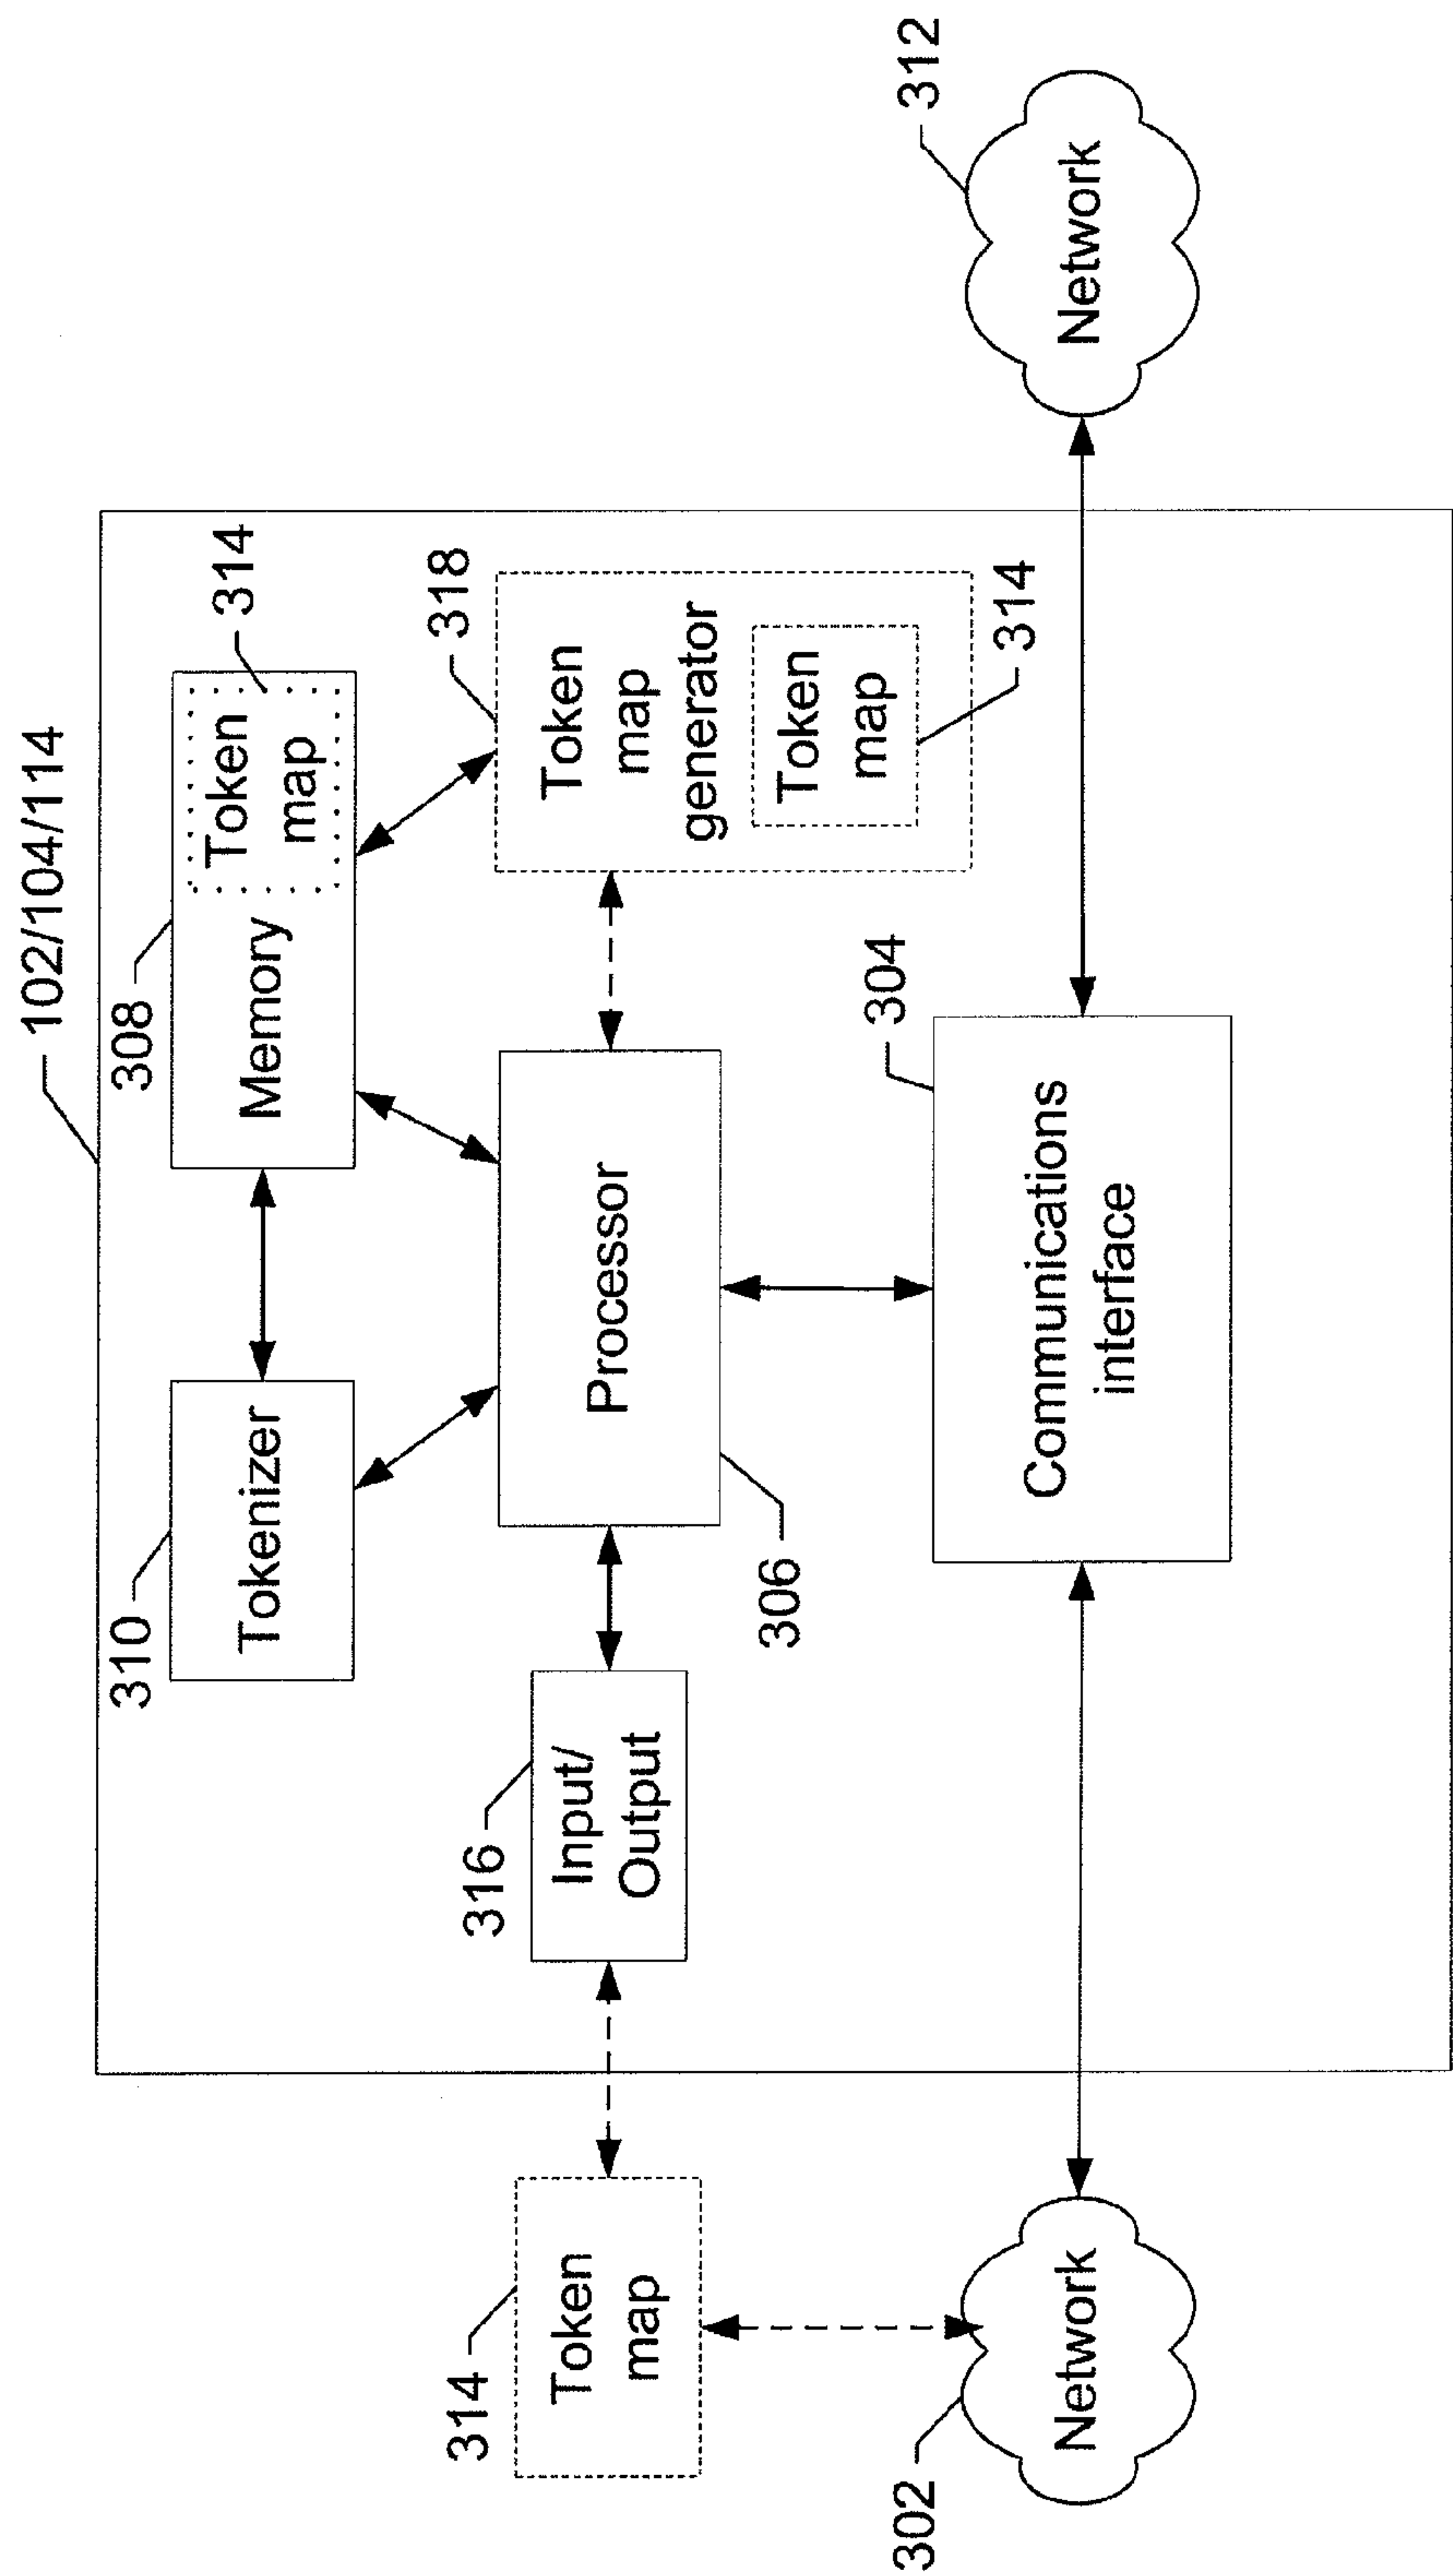 102/104/114
310
308
314
Tokenizer
Memory
Token
map
314
316
318
Token
map
Input/
Output
Processor
Token
map
generator
Token
map
314
306
304
302
312
Network
Communications
interface
Network